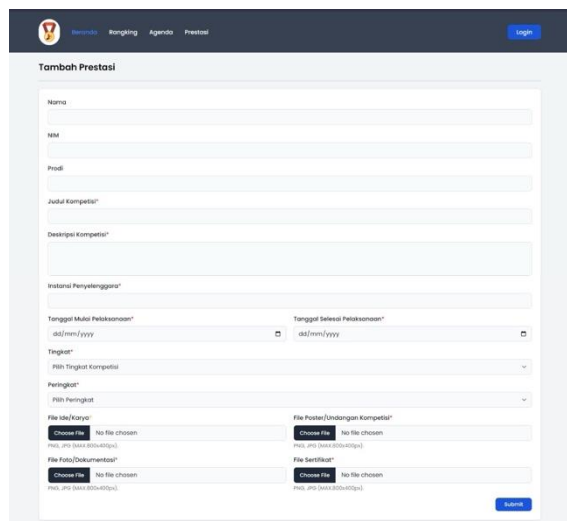 Beranda Rangking Agenda Prestasi Login
Tambah Prestasi
Nama
NIM
Prodi
Judul Kompetisi*
Deskripsi Kompetisi*
Instansi Penyelenggara*
Tanggal Mulai Pelaksanaan* Tanggal Selesai Pelaksanaan*
dd/mm/yyyy dd/mm/yyyy
Tingkat*
Pilih Tingkat Kompetisi
Peringkat*
Pilih Peringkat
File Ide/Karya* File Poster/Undangan Kompetisi*
Choose File No file chosen Choose File No file chosen
PNG, JPG (MAX.800x400px). PNG, JPG (MAX.800x400px).
File Foto/Dokumentasi* File Sertifikat*
Choose File No file chosen Choose File No file chosen
PNG, JPG (MAX.800x400px). PNG, JPG (MAX.800x400px).
Submit